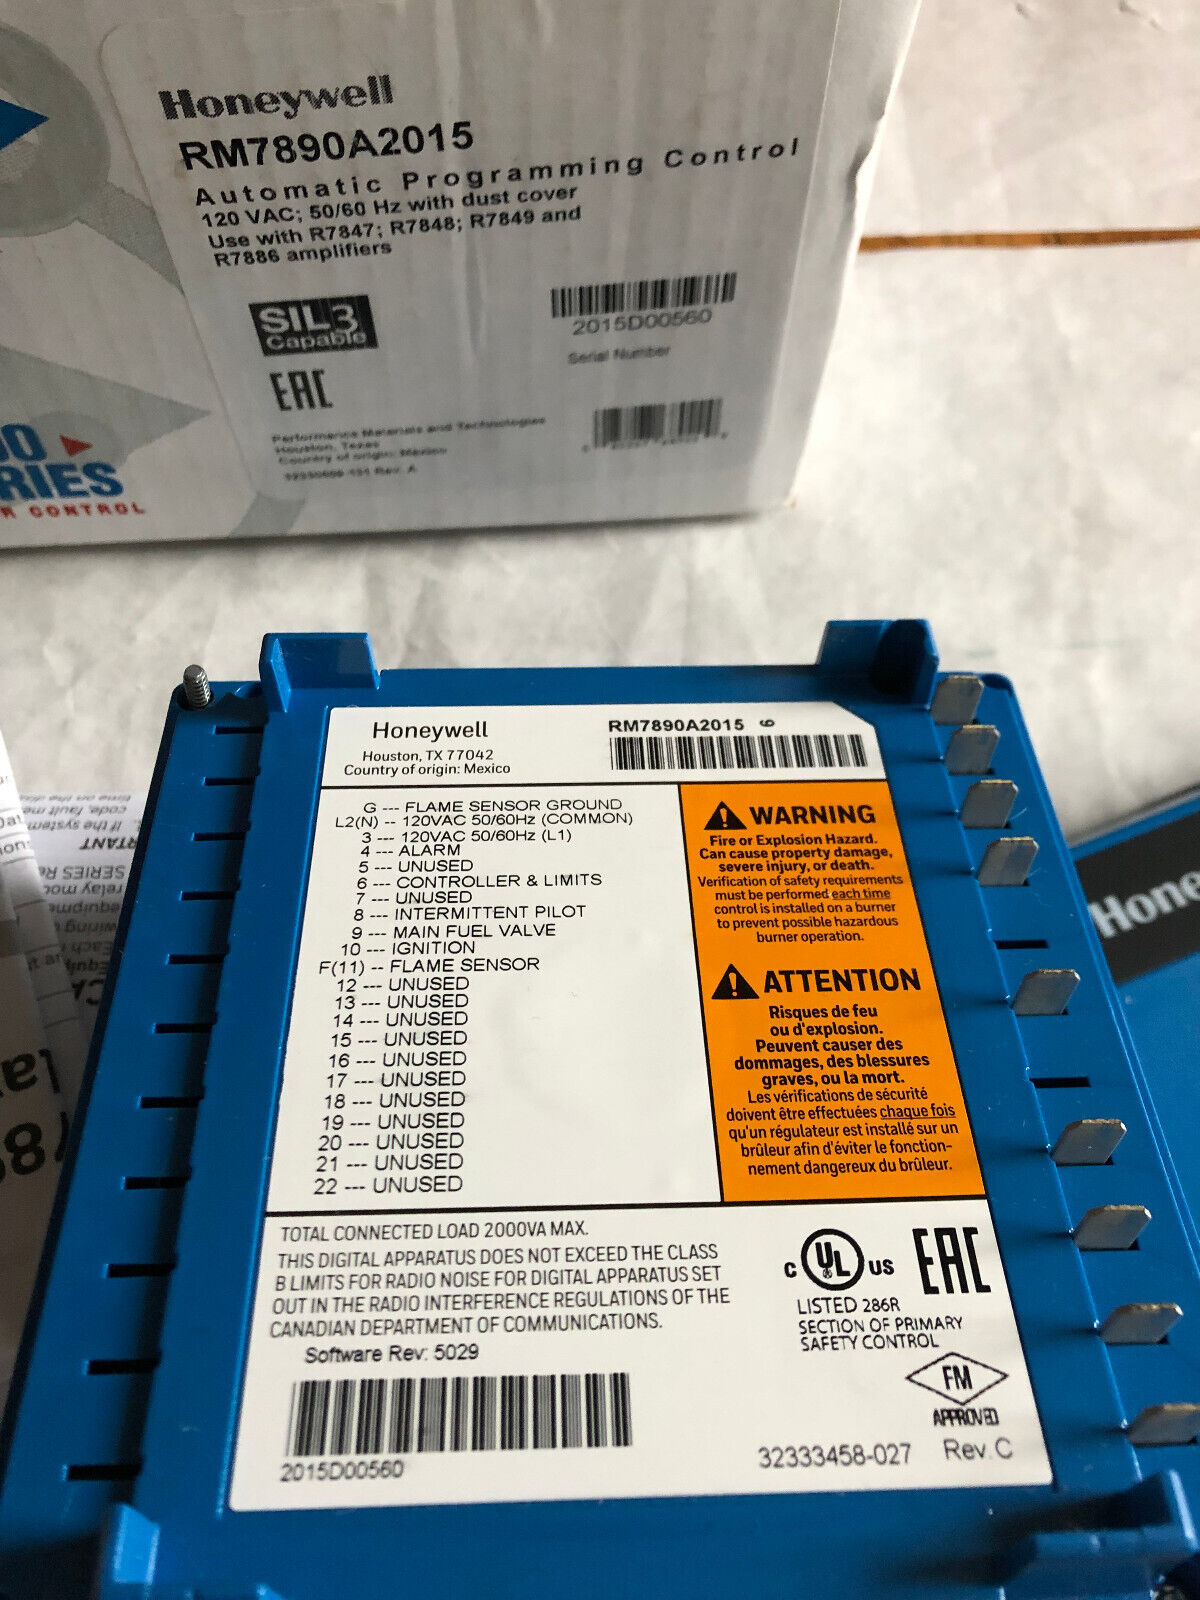 Honeywell
RM7890A2015
Automatic Programming Control
120 VAC; 50/60 Hz with dust cover
Use with R7847; R7848; R7849 and
R7886 amplifiers
SIL3
Capable
2015D00560
Serial Number
EAC
Performance Materials and Technologies
Houston, Texas
Country of origin: Mexico
Rev. A
RIES
R CONTROL
Honeywell
Houston, TX 77042
Country of origin: Mexico
RM7890A2015 6
G --- FLAME SENSOR GROUND
L2(N) -- 120VAC 50/60Hz (COMMON)
3 --- 120VAC 50/60Hz (L1)
4 --- ALARM
5 --- UNUSED
6 --- CONTROLLER & LIMITS
7 --- UNUSED
8 --- INTERMITTENT PILOT
9 --- MAIN FUEL VALVE
10 --- IGNITION
F(11) -- FLAME SENSOR
12 --- UNUSED
13 --- UNUSED
14 --- UNUSED
15 --- UNUSED
16 --- UNUSED
17 --- UNUSED
18 --- UNUSED
19 --- UNUSED
20 --- UNUSED
21 --- UNUSED
22 --- UNUSED
WARNING
Fire or Explosion Hazard.
Can cause property damage,
severe injury, or death.
Verification of safety requirements
must be performed each time
control is installed on a burner
to prevent possible hazardous
burner operation.
ATTENTION
Risques de feu
ou d'explosion.
Peuvent causer des
dommages, des blessures
graves, ou la mort.
Les vérifications de sécurité
doivent être effectuées chaque fois
qu'un régulateur est installé sur un
brûleur afin d'éviter le fonction-
nement dangereux du brûleur.
TOTAL CONNECTED LOAD 2000VA MAX.
THIS DIGITAL APPARATUS DOES NOT EXCEED THE CLASS
B LIMITS FOR RADIO NOISE FOR DIGITAL APPARATUS SET
OUT IN THE RADIO INTERFERENCE REGULATIONS OF THE
CANADIAN DEPARTMENT OF COMMUNICATIONS.
Software Rev: 5029
2015D00560
C UL ® US
EAC
LISTED 286R
SECTION OF PRIMARY
SAFETY CONTROL
FM
APPROVED
32333458-027 Rev. C
Hone